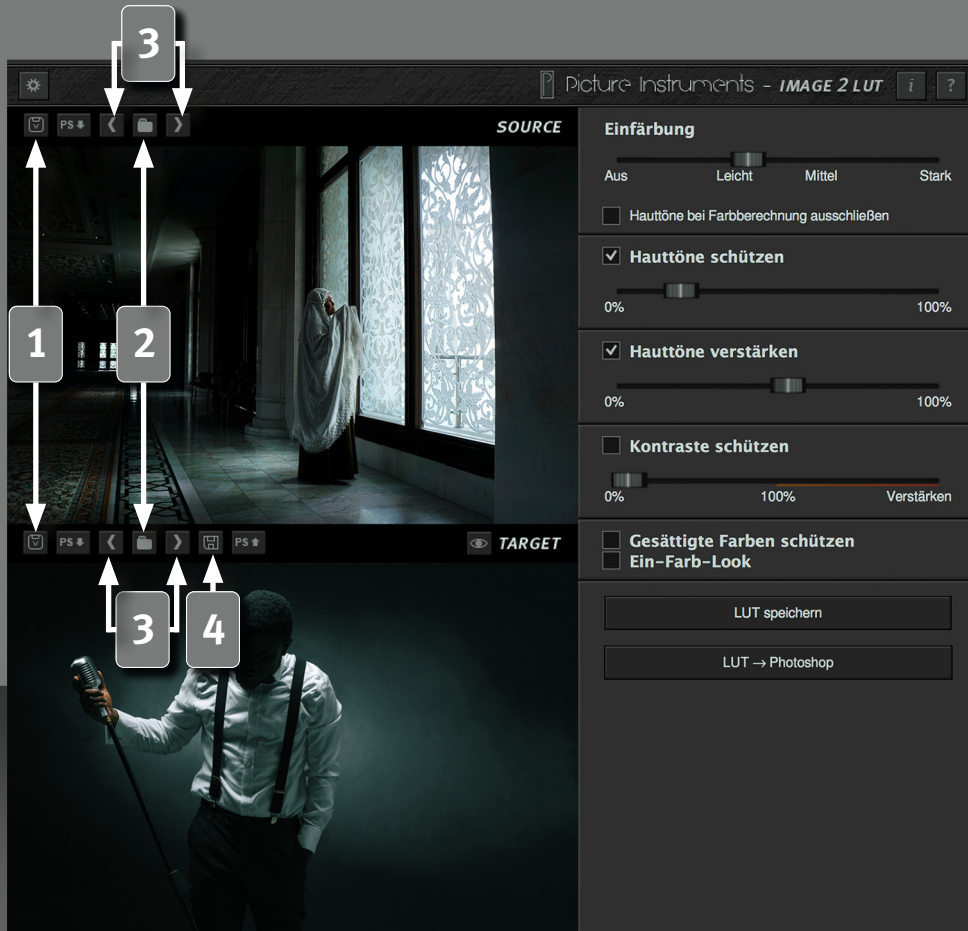 3
Picture Instruments – IMAGE 2 LUT i ?
PS SOURCE
Einfärbung
Aus Leicht Mittel Stark
Hauttöne bei Farbberechnung ausschließen
Hauttöne schützen
0% 100%
1 2
Hauttöne verstärken
0% 100%
Kontraste schützen
0% 100% Verstärken
PS PS TARGET
Gesättigte Farben schützen
Ein-Farb-Look
3 4
LUT speichern
LUT → Photoshop